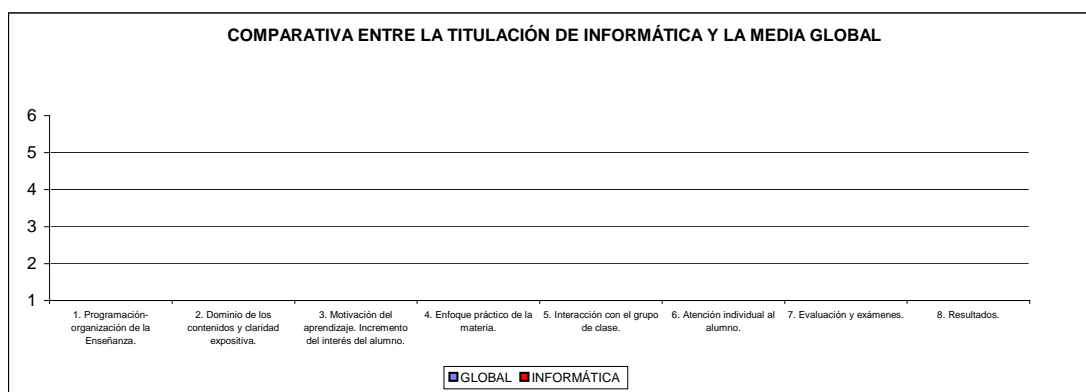 COMPARATIVA ENTRE LA TITULACIÓN DE INFORMÁTICA Y LA MEDIA GLOBAL
6
5
4
3
2
1
1. Programación-
organización de la
Enseñanza.
2. Dominio de los
contenidos y claridad
expositiva.
3. Motivación del
aprendizaje. Incremento
del interés del alumno.
4. Enfoque práctico de la
materia.
5. Interacción con el grupo
de clase.
6. Atención individual al
alumno.
7. Evaluación y exámenes.
8. Resultados.
GLOBAL INFORMÁTICA